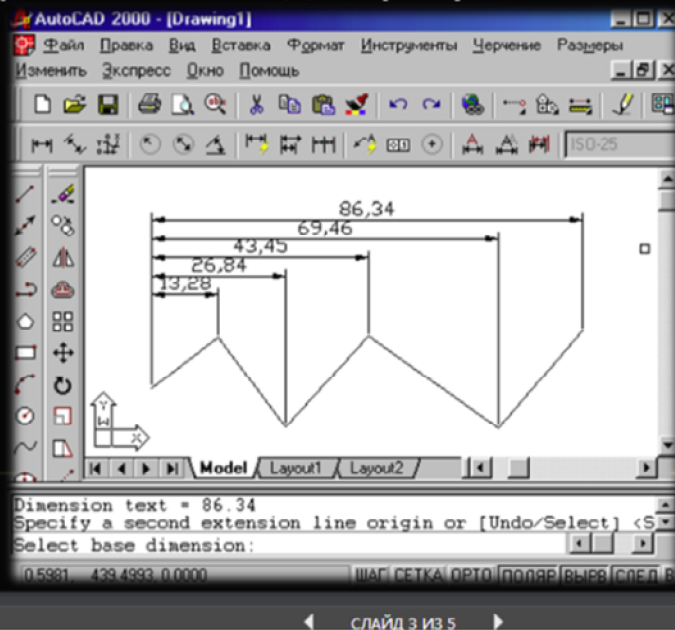 AutoCAD 2000 - [Drawing1]
Файл Правка Вид Вставка Формат Инструменты Черчение Размеры
Изменить Экспресс Окно Помощь
ISO-25
86,34
69,46
43,45
26,84
13,28
Y
W
X
Model Layout1 Layout2
Dimension text = 86.34
Specify a second extension line origin or [Undo/Select] <S
Select base dimension:
0.5981, 439.4993, 0.0000 ШАГ СЕТКА ОРТО ПОЛЯР ВЫРВ СЛЕД В
СЛАЙД 3 ИЗ 5